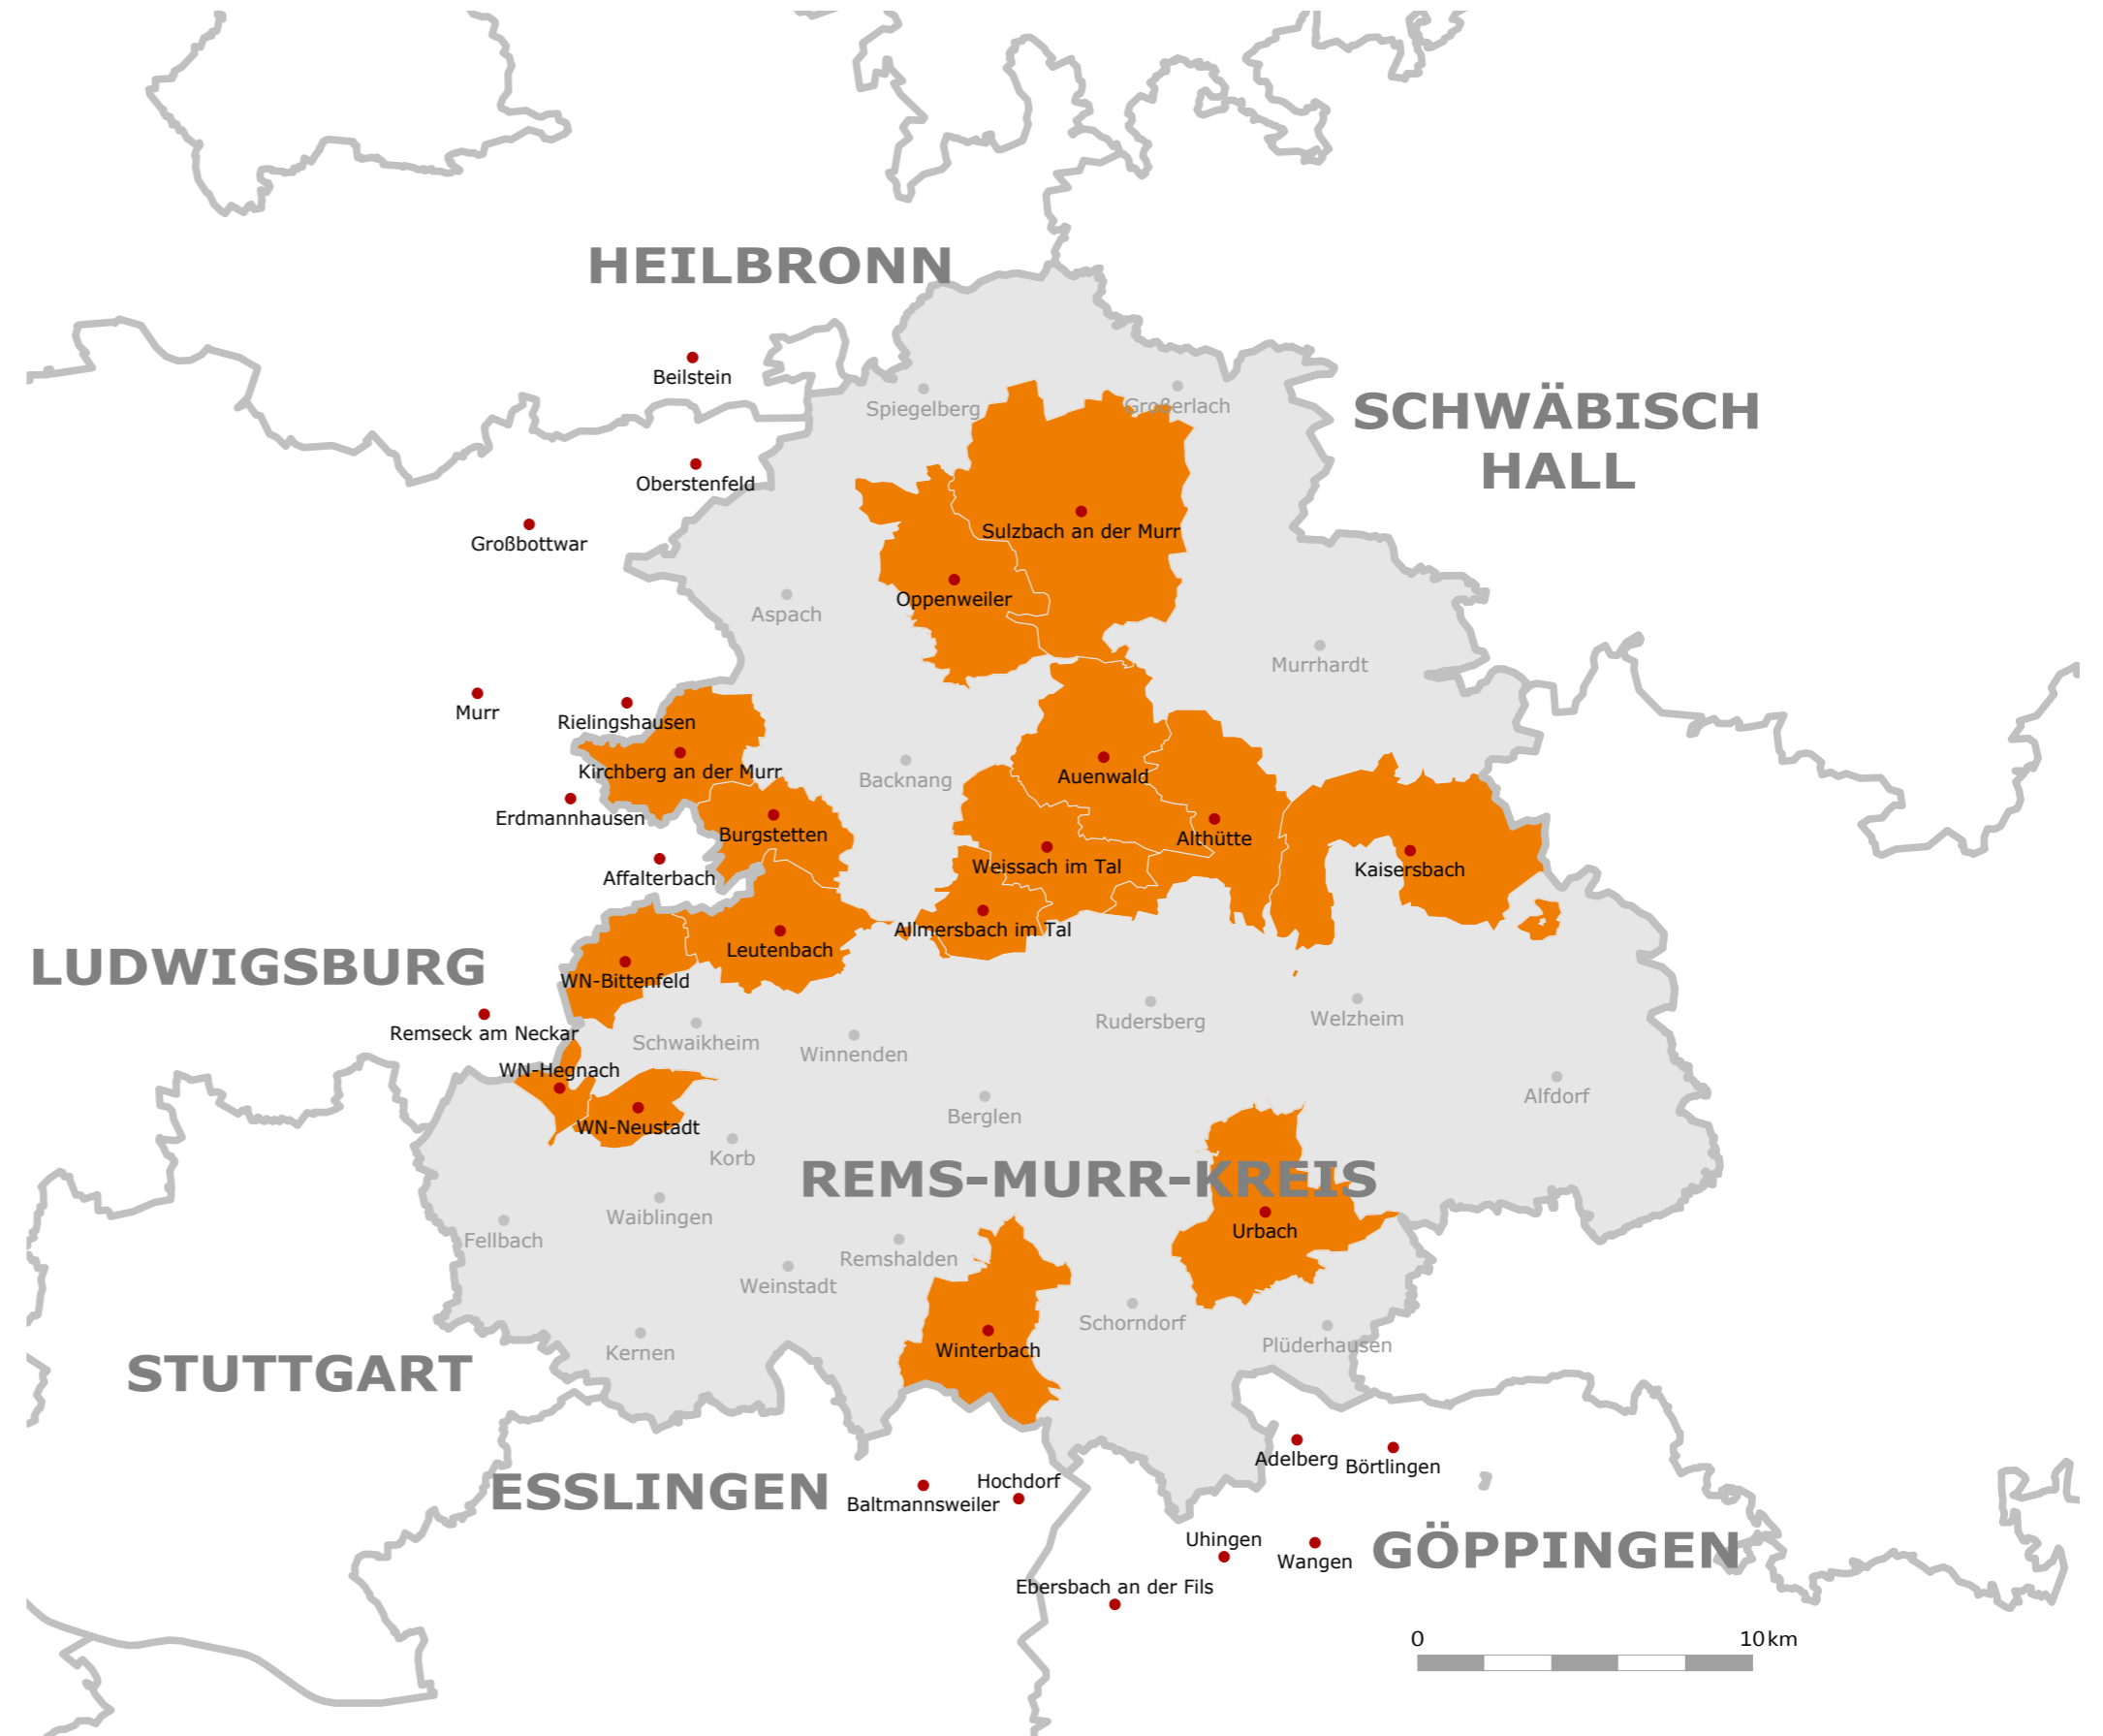 HEILBRONN
Beilstein
Spiegelberg
Großerlach
SCHWÄBISCH
HALL
Oberstenfeld
Großbottwar
Sulzbach an der Murr
Oppenweiler
Aspach
Murrhardt
Murr
Rielingshausen
Kirchberg an der Murr
Backnang
Auenwald
Erdmannhausen
Burgstetten
Althütte
Weissach im Tal
Kaisersbach
Affalterbach
Allmersbach im Tal
Leutenbach
LUDWIGSBURG
WN-Bittenfeld
Remseck am Neckar
Schwaikheim
Winnenden
Rudersberg
Welzheim
WN-Hegnach
Alfdorf
WN-Neustadt
Berglen
Korb
REMS-MURR-KREIS
Waiblingen
Fellbach
Urbach
Remshalden
Weinstadt
Schorndorf
Plüderhausen
Winterbach
Kernen
STUTTGART
Adelberg
Börtlingen
ESSLINGEN
Hochdorf
Baltmannsweiler
Uhingen
Wangen
GÖPPINGEN
Ebersbach an der Fils
0 10 km